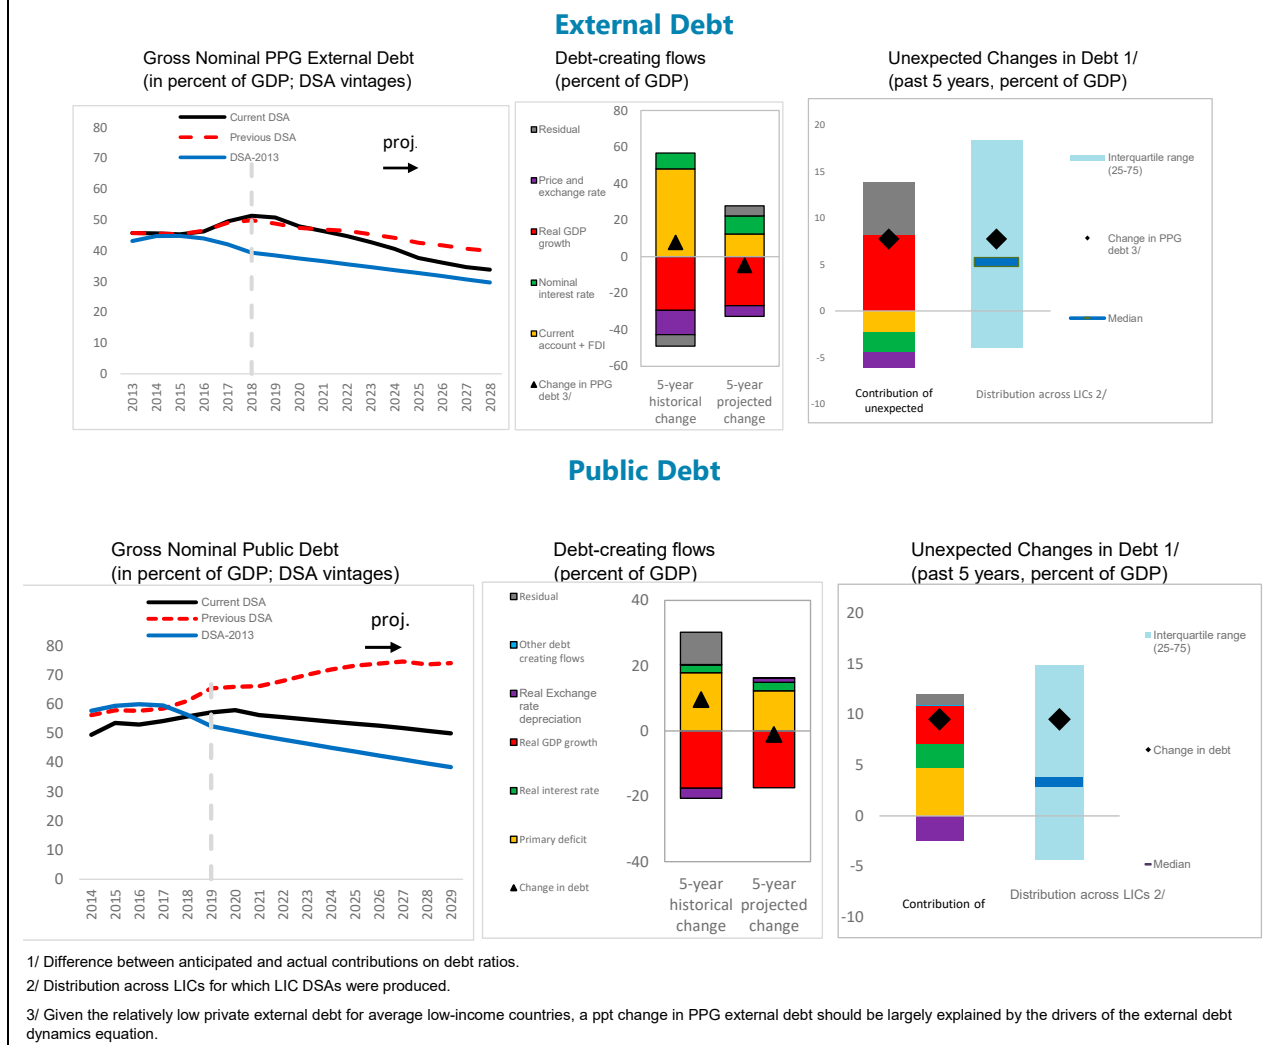 External Debt
Gross Nominal PPG External Debt
(in percent of GDP; DSA vintages)
80
70
60
50
40
30
20
10
0
Current DSA
Previous DSA
DSA-2013
proj.
2013
2014
2015
2016
2017
2018
2019
2020
2021
2022
2023
2024
2025
2026
2027
2028
Debt-creating flows
(percent of GDP)
Residual
Price and
exchange rate
Real GDP
growth
Nominal
interest rate
Current
account + FDI
Change in PPG
debt 3/
80
60
40
20
0
-20
-40
-60
5-year
historical
change
5-year
projected
change
Unexpected Changes in Debt 1/
(past 5 years, percent of GDP)
20
15
10
5
0
-5
-10
Contribution of
unexpected
Distribution across LICs 2/
Interquartile range
(25-75)
Change in PPG
debt 3/
Median
Public Debt
Gross Nominal Public Debt
(in percent of GDP; DSA vintages)
Current DSA
Previous DSA
DSA-2013
proj.
80
70
60
50
40
30
20
10
0
2014
2015
2016
2017
2018
2019
2020
2021
2022
2023
2024
2025
2026
2027
2028
2029
Debt-creating flows
(percent of GDP)
Residual
Other debt
creating flows
Real Exchange
rate
depreciation
Real GDP growth
Real interest rate
Primary deficit
Change in debt
40
20
0
-20
-40
5-year
historical
change
5-year
projected
change
Unexpected Changes in Debt 1/
(past 5 years, percent of GDP)
20
15
10
5
0
-5
-10
Contribution of
Distribution across LICs 2/
Interquartile range
(25-75)
Change in debt
Median
1/ Difference between anticipated and actual contributions on debt ratios.
2/ Distribution across LICs for which LIC DSAs were produced.
3/ Given the relatively low private external debt for average low-income countries, a ppt change in PPG external debt should be largely explained by the drivers of the external debt
dynamics equation.